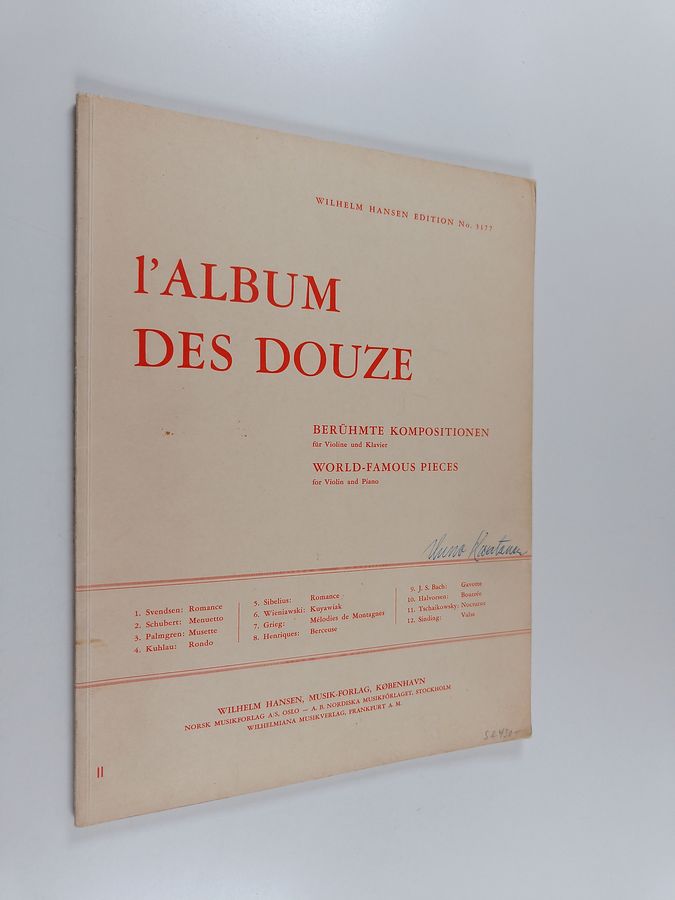 WILHELM HANSEN EDITION No. 3177
l'ALBUM
DES DOUZE
BERÜHMTE KOMPOSITIONEN
für Violine und Klavier
WORLD-FAMOUS PIECES
for Violin and Piano
1. Svendsen: Romance
2. Schubert: Menuetto
3. Palmgren: Musette
4. Kuhlau: Rondo
5. Sibelius: Romance
6. Wieniawski: Kuyawiak
7. Grieg: Mélodies de Montagnes
8. Henriques: Berceuse
9. J. S. Bach: Gavotte
10. Halvorsen: Bourrée
11. Tschaikowsky: Nocturne
12. Sinding: Valse
WILHELM HANSEN, MUSIK-FORLAG, KØBENHAVN
NORSK MUSIKFORLAG A/S, OSLO — A. B. NORDISKA MUSIKFÖRLAGET, STOCKHOLM
WILHELMIANA MUSIKVERLAG, FRANKFURT A. M.
II